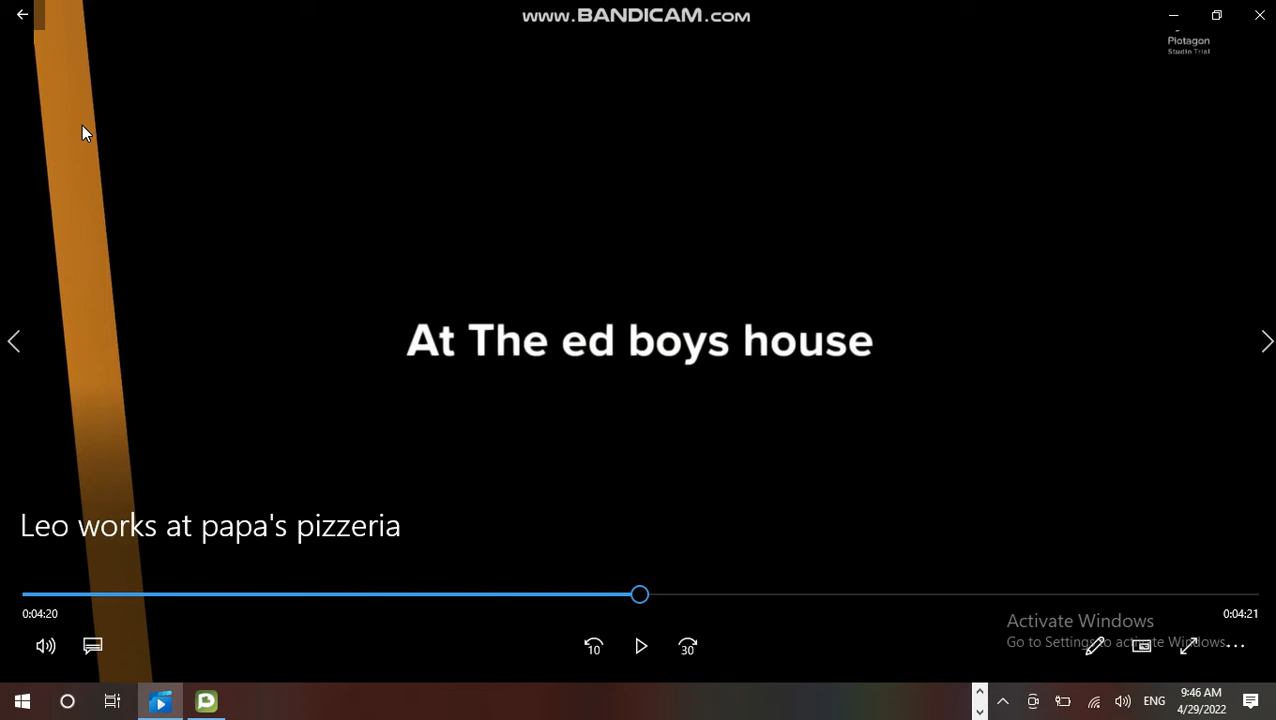 www.BANDICAM.com
Plotagon
Studio Trial
At The ed boys house
Leo works at papa's pizzeria
0:04:20
0:04:21
Activate Windows
Go to Settings to activate Windows.
10
30
ENG
9:46 AM
4/29/2022